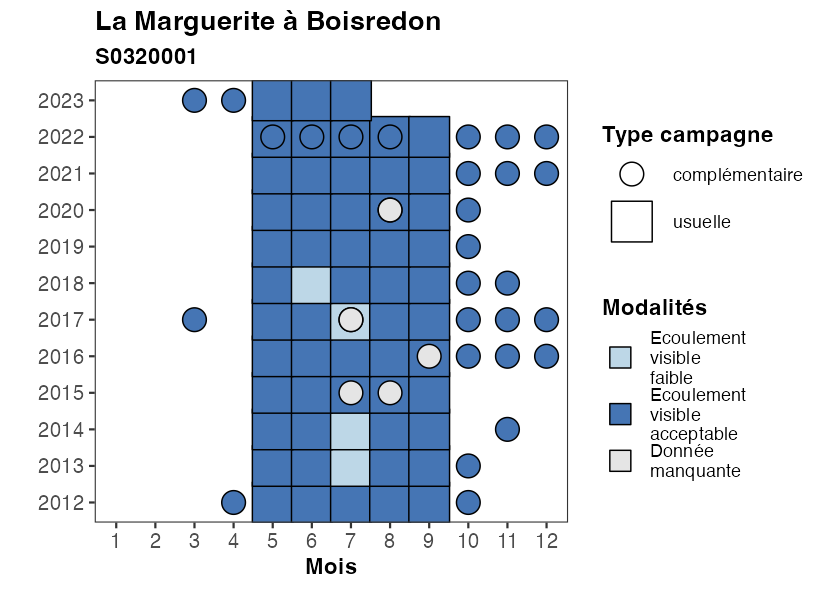 La Marguerite à Boisredon
S0320001
2023
2022
2021
2020
2019
2018
2017
2016
2015
2014
2013
2012
1 2 3 4 5 6 7 8 9 10 11 12
Mois
Type campagne
complémentaire
usuelle
Modalités
Ecoulement
visible
faible
Ecoulement
visible
acceptable
Donnée
manquante